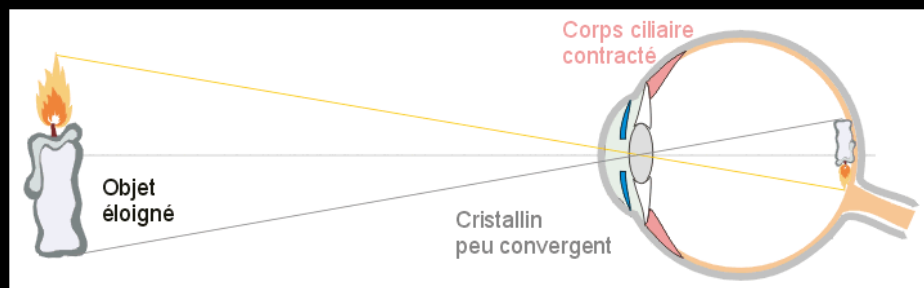 Corps ciliaire
contracté
Objet
éloigné
Cristallin
peu convergent